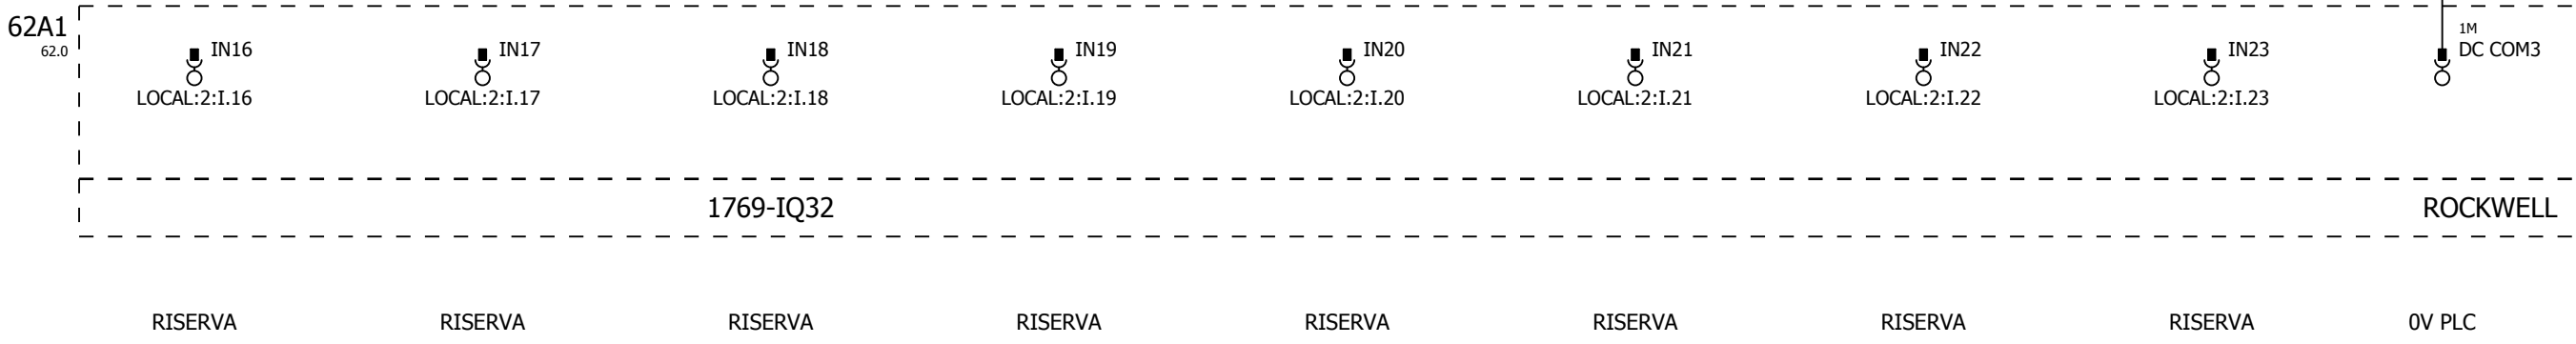 62A1
62.0
IN16 IN17 IN18 IN19 IN20 IN21 IN22 IN23 1M
DC COM3
LOCAL:2:I.16 LOCAL:2:I.17 LOCAL:2:I.18 LOCAL:2:I.19 LOCAL:2:I.20 LOCAL:2:I.21 LOCAL:2:I.22 LOCAL:2:I.23
1769-IQ32 ROCKWELL
RISERVA RISERVA RISERVA RISERVA RISERVA RISERVA RISERVA RISERVA 0V PLC